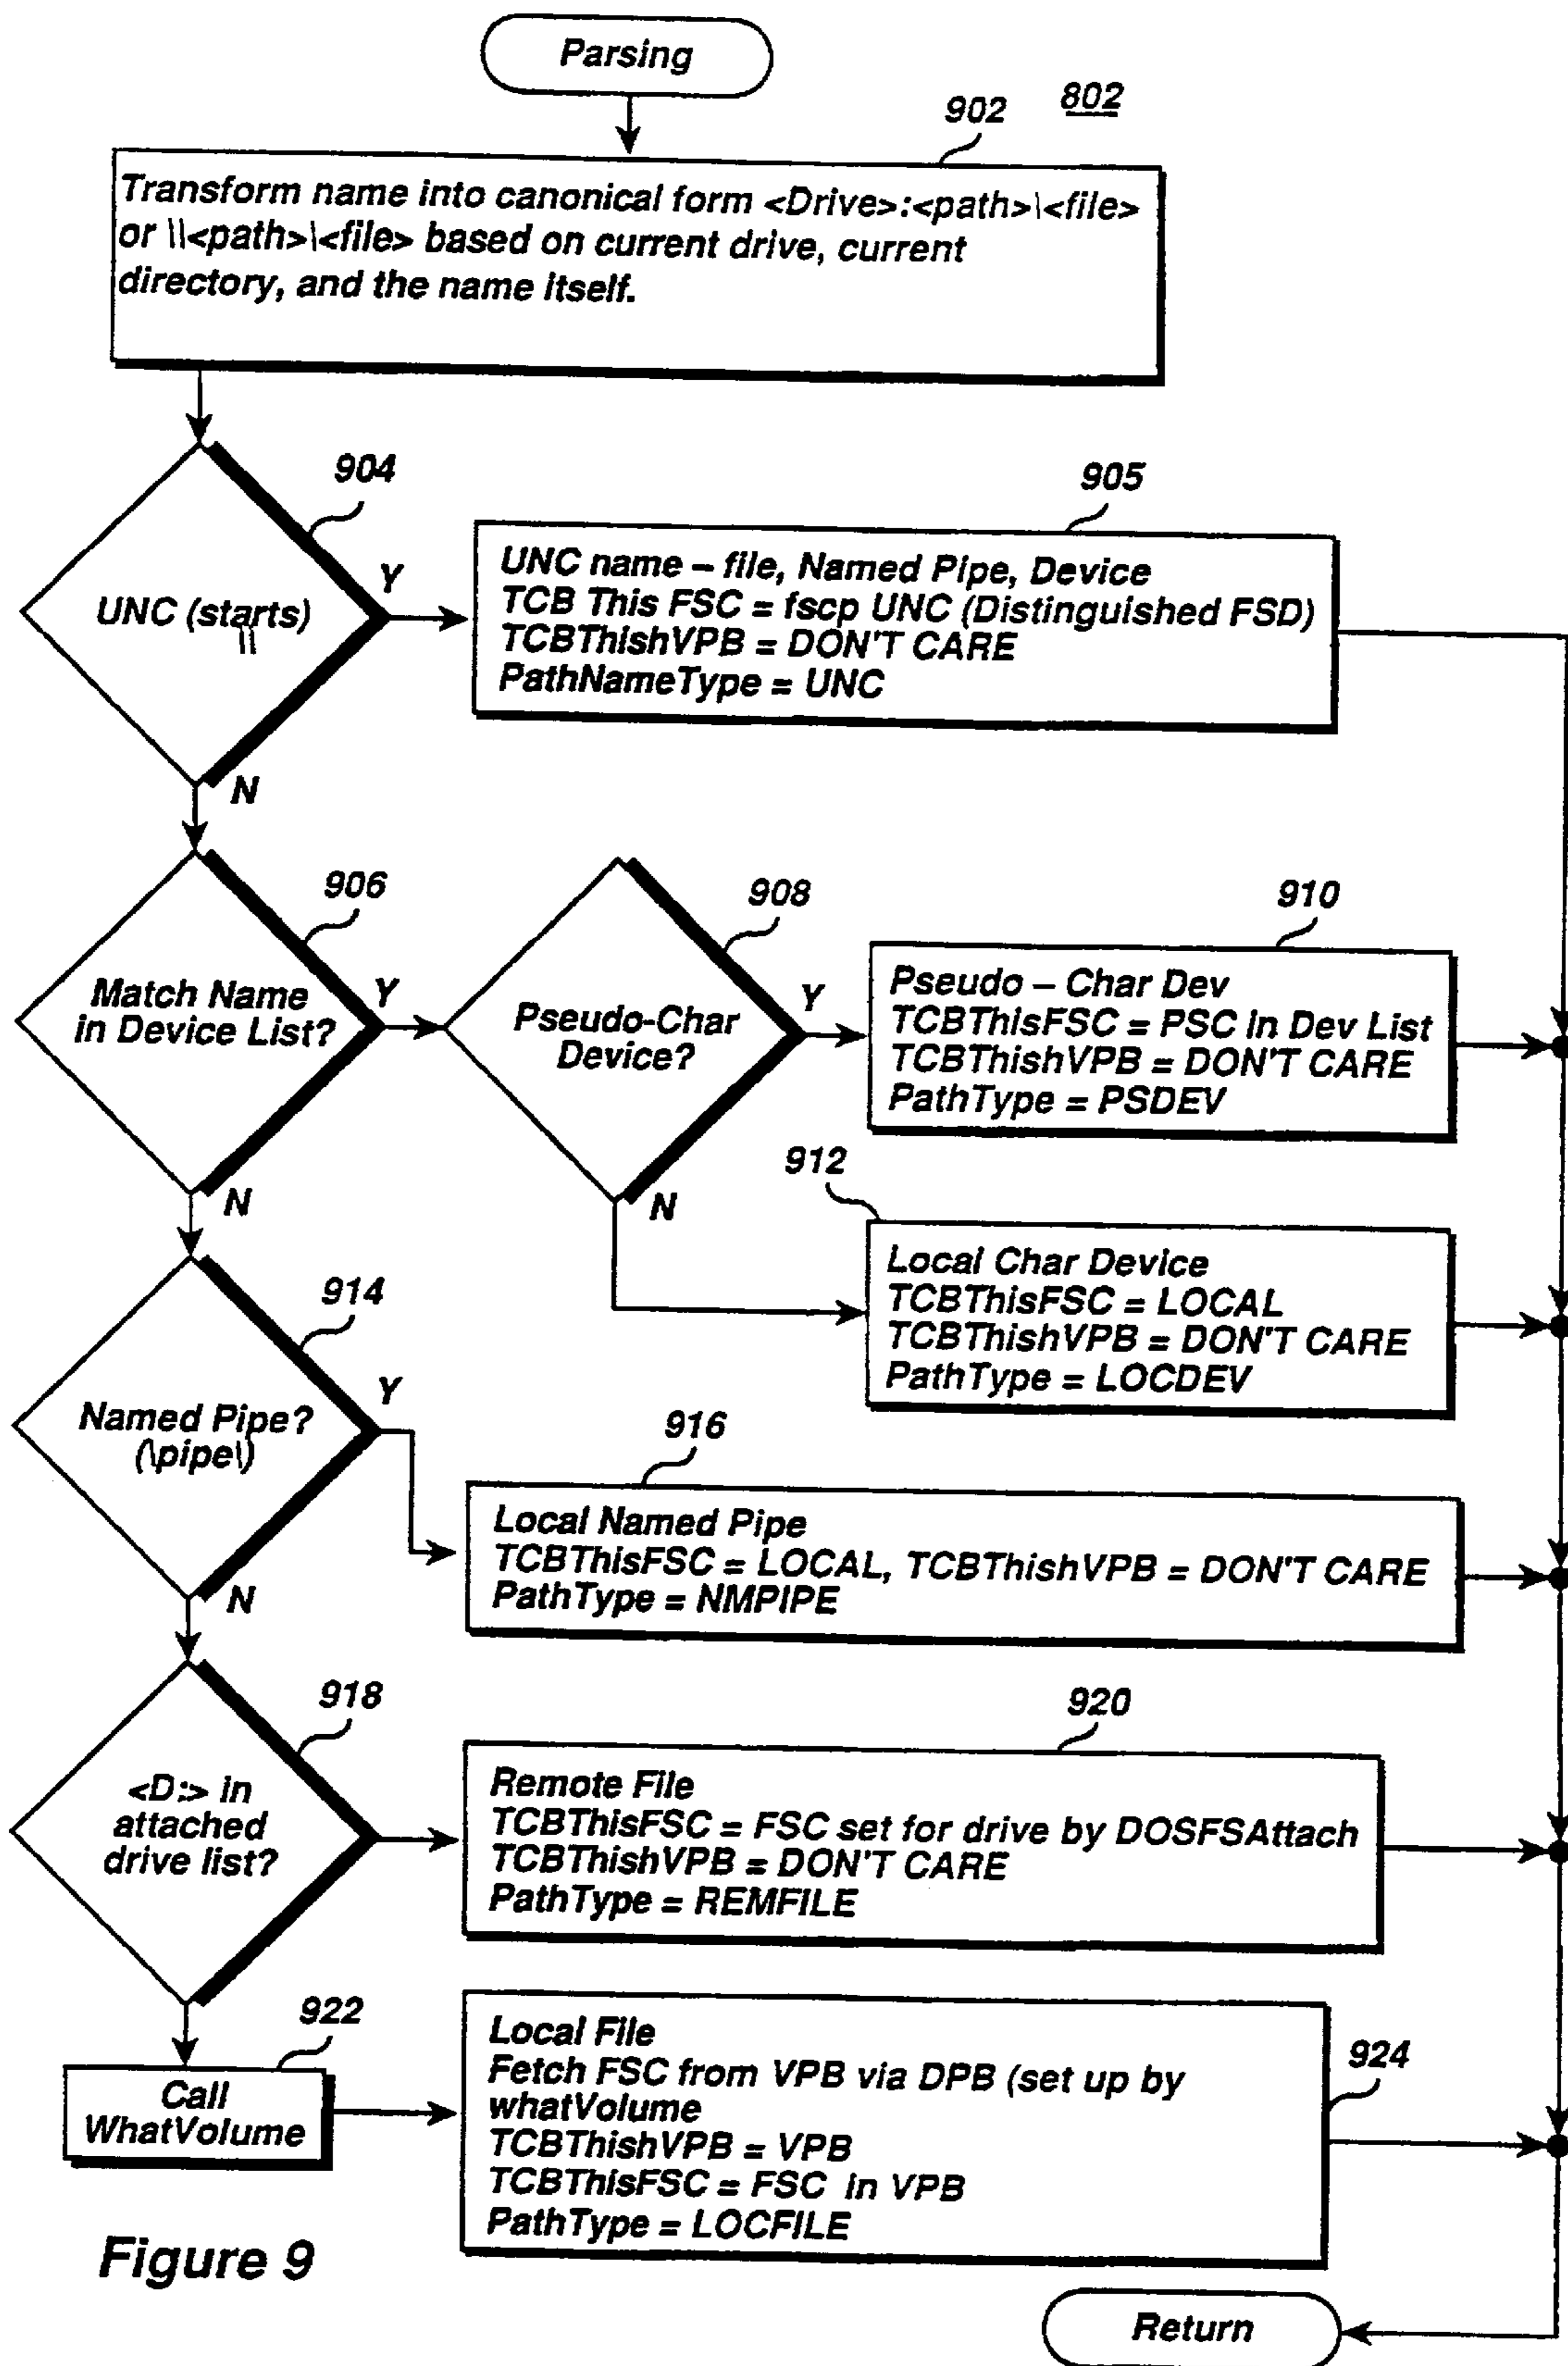 Parsing
902
802
Transform name into canonical form <Drive>:<path>\<file>
or \\<path>\<file> based on current drive, current
directory, and the name itself.
904
905
UNC (starts)
\\
Y
N
UNC name – file, Named Pipe, Device
TCB This FSC = fscp UNC (Distinguished FSD)
TCBThishVPB = DON'T CARE
PathNameType = UNC
906
908
910
Match Name
in Device List?
Y
N
Pseudo-Char
Device?
Y
N
Pseudo – Char Dev
TCBThisFSC = PSC in Dev List
TCBThishVPB = DON'T CARE
PathType = PSDEV
912
Local Char Device
TCBThisFSC = LOCAL
TCBThishVPB = DON'T CARE
PathType = LOCDEV
914
Named Pipe?
(\pipe\)
Y
N
916
Local Named Pipe
TCBThisFSC = LOCAL, TCBThishVPB = DON'T CARE
PathType = NMPIPE
918
<D:> in
attached
drive list?
920
Remote File
TCBThisFSC = FSC set for drive by DOSFSAttach
TCBThishVPB = DON'T CARE
PathType = REMFILE
922
Call
WhatVolume
924
Local File
Fetch FSC from VPB via DPB (set up by
whatVolume
TCBThishVPB = VPB
TCBThisFSC = FSC in VPB
PathType = LOCFILE
Figure 9
Return